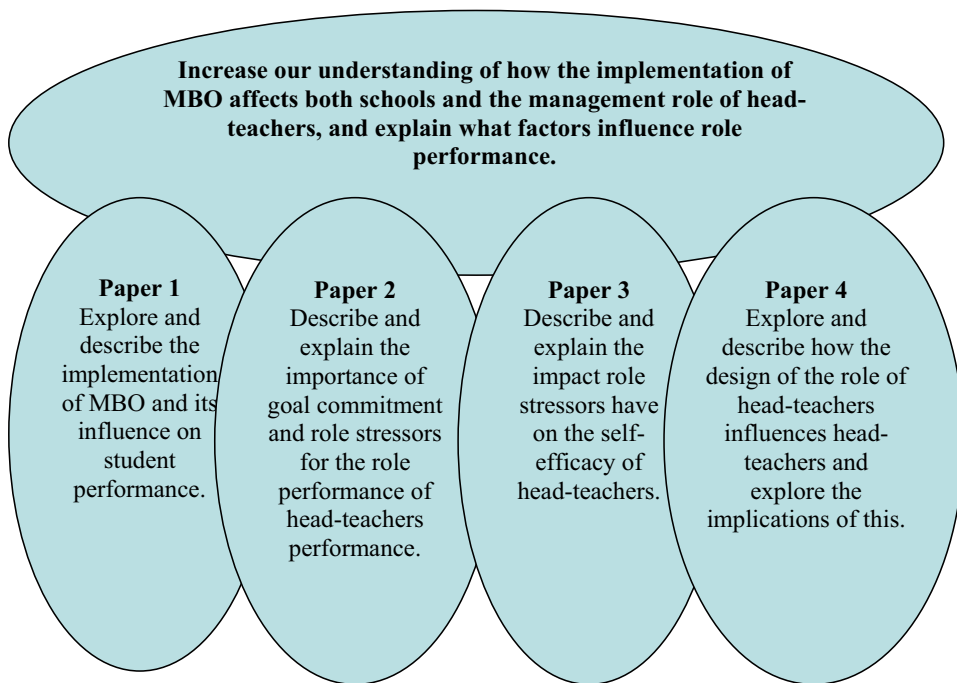 Increase our understanding of how the implementation of
MBO affects both schools and the management role of head-
teachers, and explain what factors influence role
performance.
Paper 1
Explore and
describe the
implementation
of MBO and its
influence on
student
performance.
Paper 2
Describe and
explain the
importance of
goal commitment
and role stressors
for the role
performance of
head-teachers
performance.
Paper 3
Describe and
explain the
impact role
stressors have
on the self-
efficacy of
head-teachers.
Paper 4
Explore and
describe how the
design of the role of
head-teachers
influences head-
teachers and
explore the
implications of this.